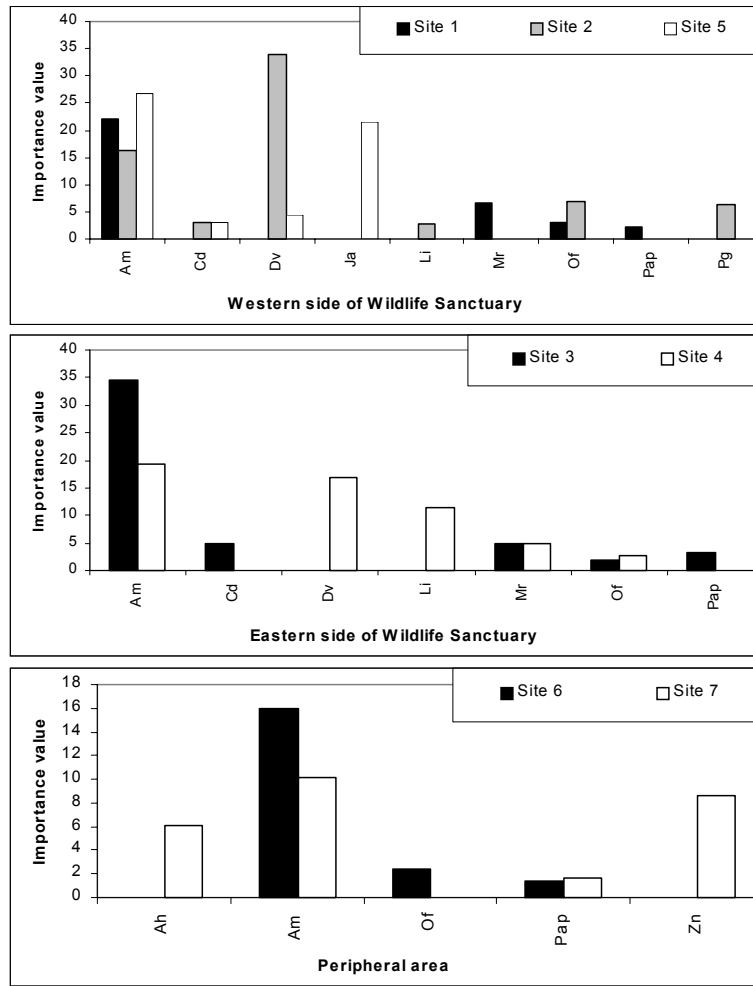 Site 1 Site 2 Site 5
40
35
30
25
20
15
10
5
0
Importance value
Am Cd Dv Ja Li Mr Of Pap Pg
Western side of Wildlife Sanctuary
Site 3 Site 4
40
35
30
25
20
15
10
5
0
Importance value
Am Cd Dv Li Mr Of Pap
Eastern side of Wildlife Sanctuary
Site 6 Site 7
18
16
14
12
10
8
6
4
2
0
Importance value
Ah Am Of Pap Zn
Peripheral area